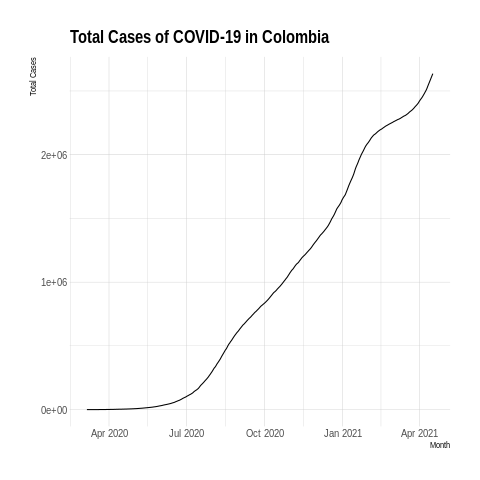 Total Cases of COVID-19 in Colombia
Total Cases
2e+06
1e+06
0e+00
Apr 2020 Jul 2020 Oct 2020 Jan 2021 Apr 2021
Month